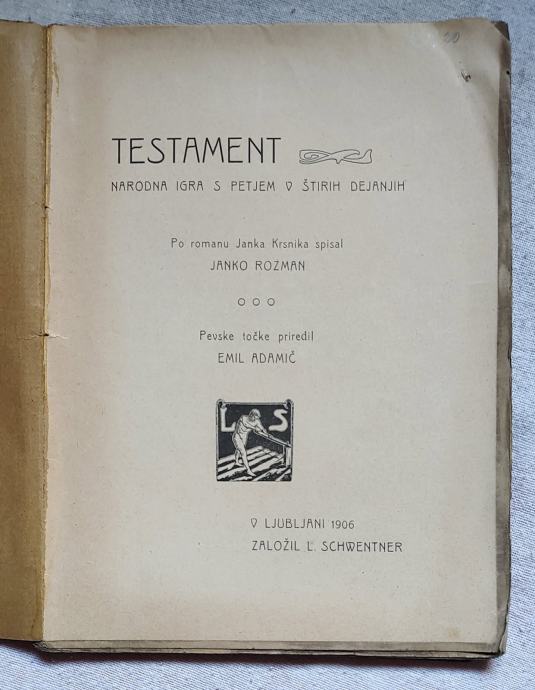 20
TESTAMENT
NARODNA IGRA S PETJEM V ŠTIRIH DEJANJIH
Po romanu Janka Krsnika spisal
JANKO ROZMAN
Pevske točke priredil
EMIL ADAMIČ
L S
V LJUBLJANI 1906
ZALOŽIL L. SCHWENTNER